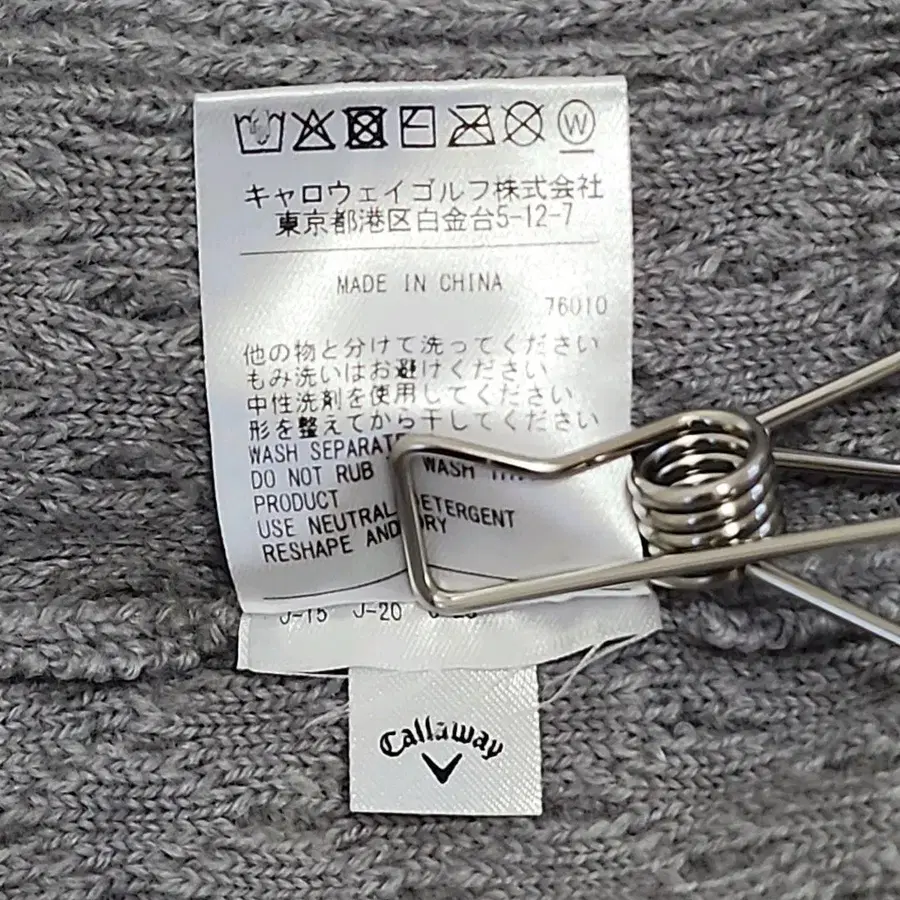 W
キャロウェイゴルフ株式会社
東京都港区白金台5-12-7
MADE IN CHINA
76010
他の物と分けて洗ってください
もみ洗いはお避けください
中性洗剤を使用してください
形を整えてから干してください
WASH
DO NOT RUB WASH
PRODUCT
USE NEUTRAL DETERGENT
RESHAPE AND DRY
J-15 J-20
Callaway